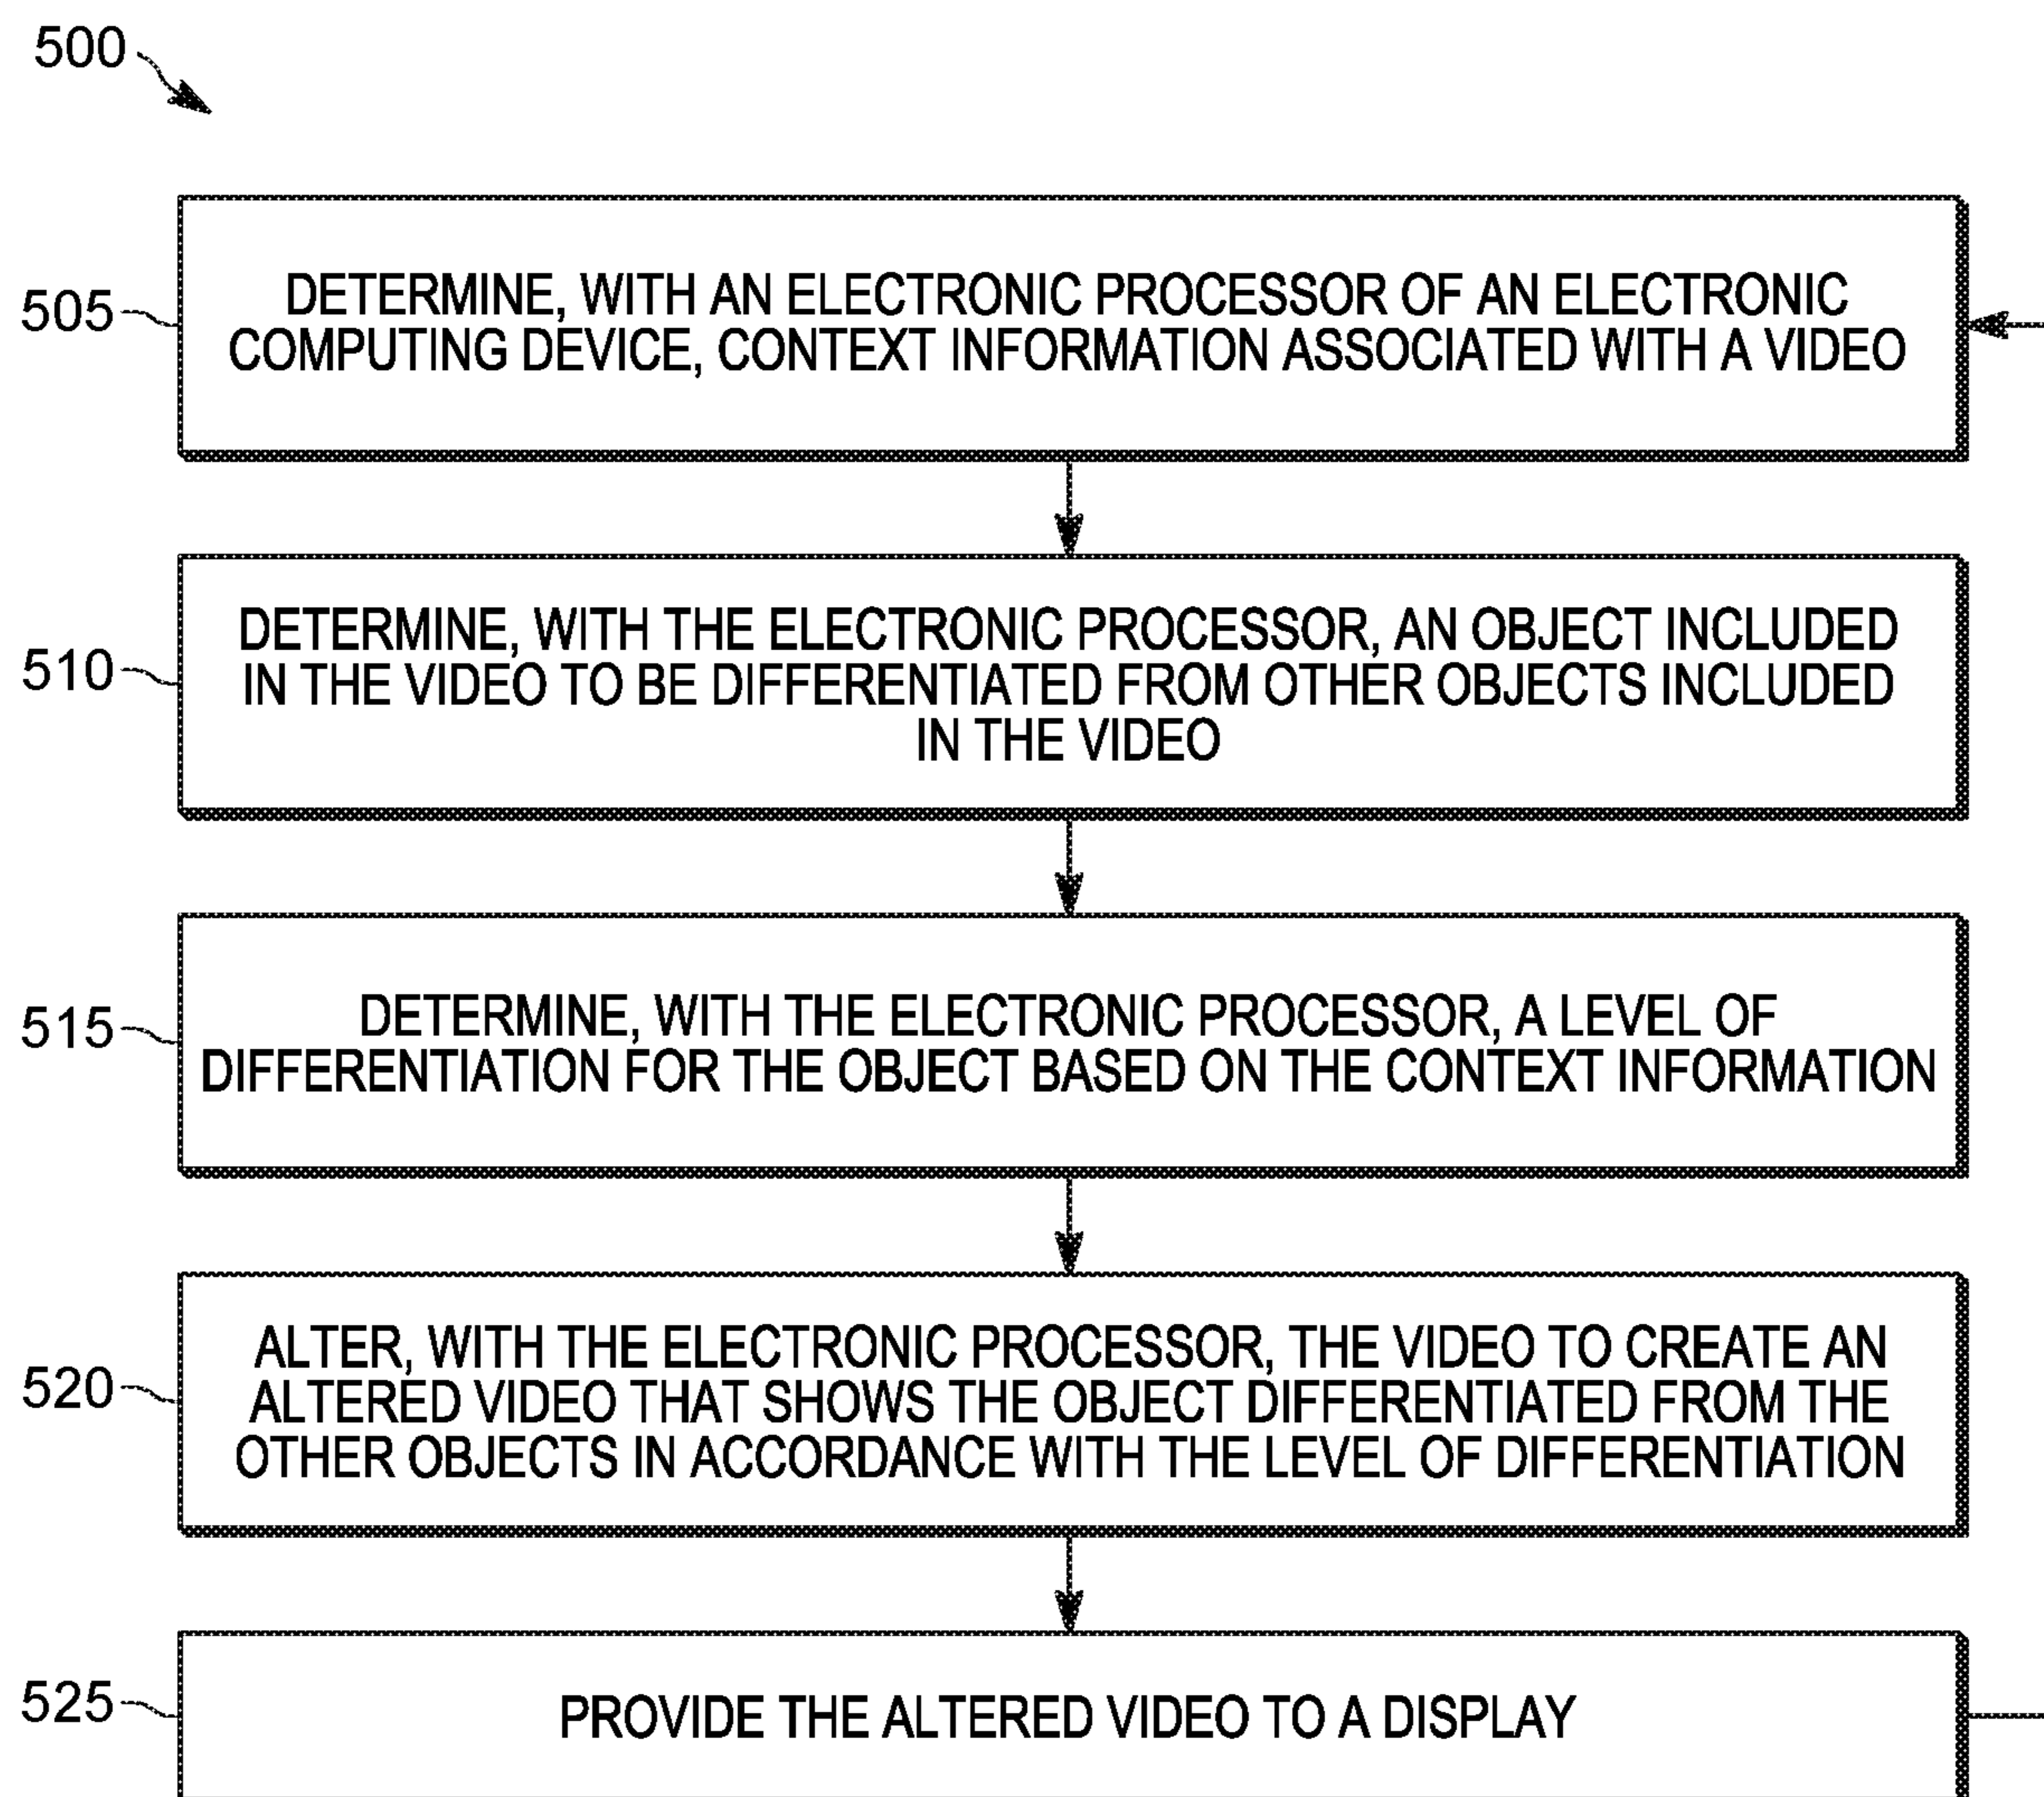 500
505
DETERMINE, WITH AN ELECTRONIC PROCESSOR OF AN ELECTRONIC
COMPUTING DEVICE, CONTEXT INFORMATION ASSOCIATED WITH A VIDEO
510
DETERMINE, WITH THE ELECTRONIC PROCESSOR, AN OBJECT INCLUDED
IN THE VIDEO TO BE DIFFERENTIATED FROM OTHER OBJECTS INCLUDED
IN THE VIDEO
515
DETERMINE, WITH THE ELECTRONIC PROCESSOR, A LEVEL OF
DIFFERENTIATION FOR THE OBJECT BASED ON THE CONTEXT INFORMATION
520
ALTER, WITH THE ELECTRONIC PROCESSOR, THE VIDEO TO CREATE AN
ALTERED VIDEO THAT SHOWS THE OBJECT DIFFERENTIATED FROM THE
OTHER OBJECTS IN ACCORDANCE WITH THE LEVEL OF DIFFERENTIATION
525
PROVIDE THE ALTERED VIDEO TO A DISPLAY